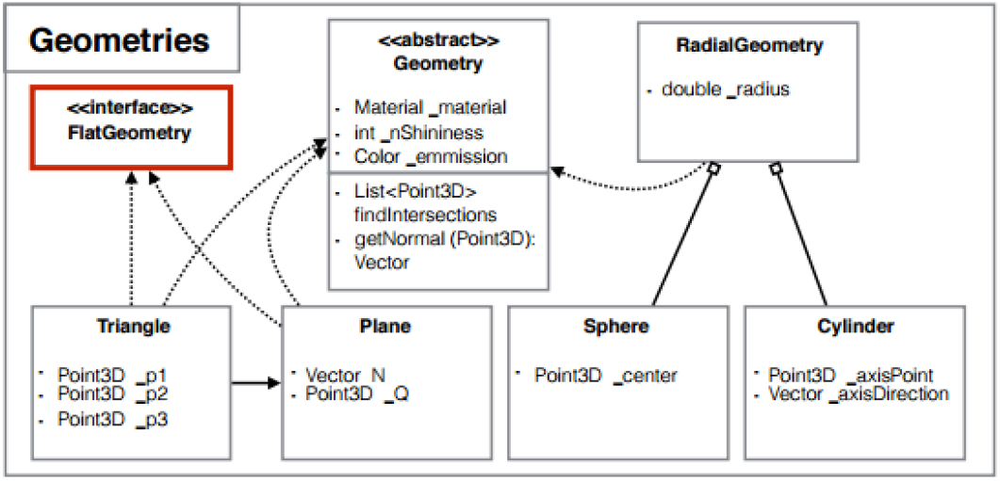 Geometries
<<interface>>
FlatGeometry
<<abstract>>
Geometry
- Material _material
- int _nShininess
- Color _emmission
- List<Point3D>
findIntersections
- getNormal (Point3D):
Vector
RadialGeometry
- double _radius
Triangle
- Point3D _p1
- Point3D _p2
- Point3D _p3
Plane
- Vector N
- Point3D _Q
Sphere
- Point3D _center
Cylinder
- Point3D _axisPoint
- Vector _axisDirection